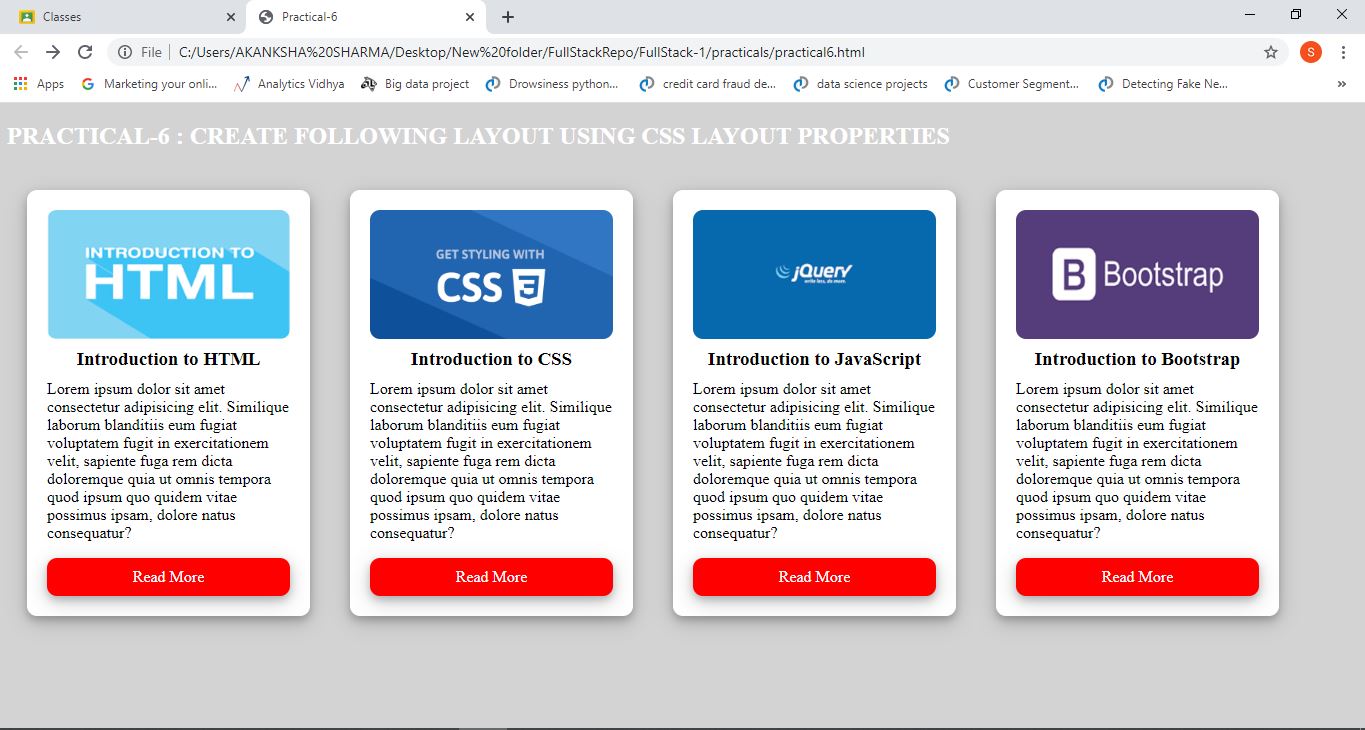 Classes
Practical-6
File
C:/Users/AKANKSHA%20SHARMA/Desktop/New%20folder/FullStackRepo/FullStack-1/practicals/practical6.html
S
Apps
Marketing your onli...
Analytics Vidhya
Big data project
Drowsiness python...
credit card fraud de...
data science projects
Customer Segment...
Detecting Fake Ne...
»
PRACTICAL-6 : CREATE FOLLOWING LAYOUT USING CSS LAYOUT PROPERTIES
INTRODUCTION TO
HTML
Introduction to HTML
Lorem ipsum dolor sit amet
consectetur adipisicing elit. Similique
laborum blanditiis eum fugiat
voluptatem fugit in exercitationem
velit, sapiente fuga rem dicta
doloremque quia ut omnis tempora
quod ipsum quo quidem vitae
possimus ipsam, dolore natus
consequatur?
Read More
GET STYLING WITH
CSS 3
Introduction to CSS
Lorem ipsum dolor sit amet
consectetur adipisicing elit. Similique
laborum blanditiis eum fugiat
voluptatem fugit in exercitationem
velit, sapiente fuga rem dicta
doloremque quia ut omnis tempora
quod ipsum quo quidem vitae
possimus ipsam, dolore natus
consequatur?
Read More
jQuery
write less, do more.
Introduction to JavaScript
Lorem ipsum dolor sit amet
consectetur adipisicing elit. Similique
laborum blanditiis eum fugiat
voluptatem fugit in exercitationem
velit, sapiente fuga rem dicta
doloremque quia ut omnis tempora
quod ipsum quo quidem vitae
possimus ipsam, dolore natus
consequatur?
Read More
B Bootstrap
Introduction to Bootstrap
Lorem ipsum dolor sit amet
consectetur adipisicing elit. Similique
laborum blanditiis eum fugiat
voluptatem fugit in exercitationem
velit, sapiente fuga rem dicta
doloremque quia ut omnis tempora
quod ipsum quo quidem vitae
possimus ipsam, dolore natus
consequatur?
Read More